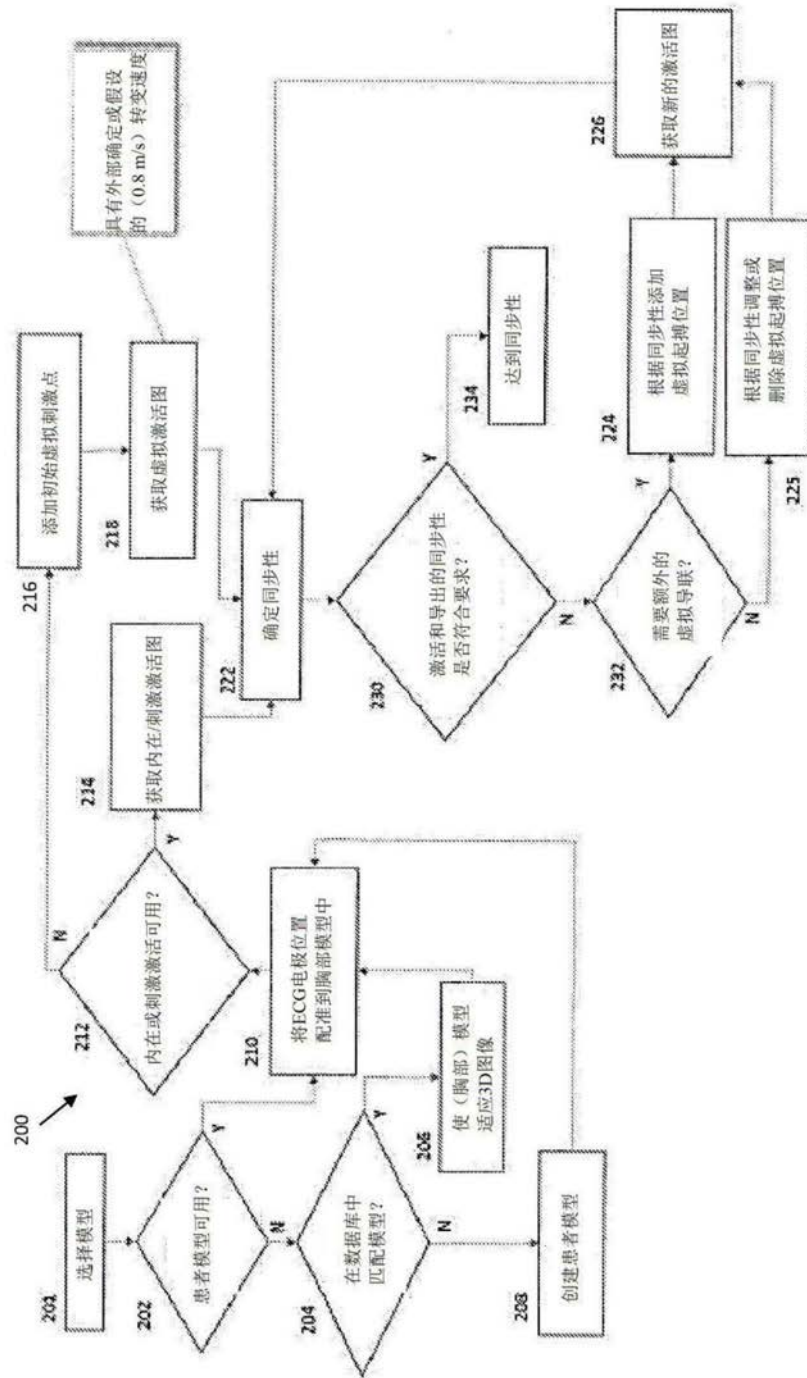 200
201
选择模型
202
患者模型可用?
Y
N
204
在数据库中
匹配模型?
Y
N
206
使（胸部）模型
适应3D图像
208
创建患者模型
210
将ECG电极位置
配准到胸部模型中
212
内在或刺激激活可用?
N
Y
214
获取内在/刺激激活图
216
添加初始虚拟刺激点
218
获取虚拟激活图
具有外部确定或假设
的（0.8 m/s）转变速度
222
确定同步性
230
激活和导出的同步性
是否符合要求?
Y
N
234
达到同步性
232
需要额外的
虚拟导联?
Y
N
224
根据同步性添加
虚拟起搏位置
225
根据同步性调整或
删除虚拟起搏位置
226
获取新的激活图